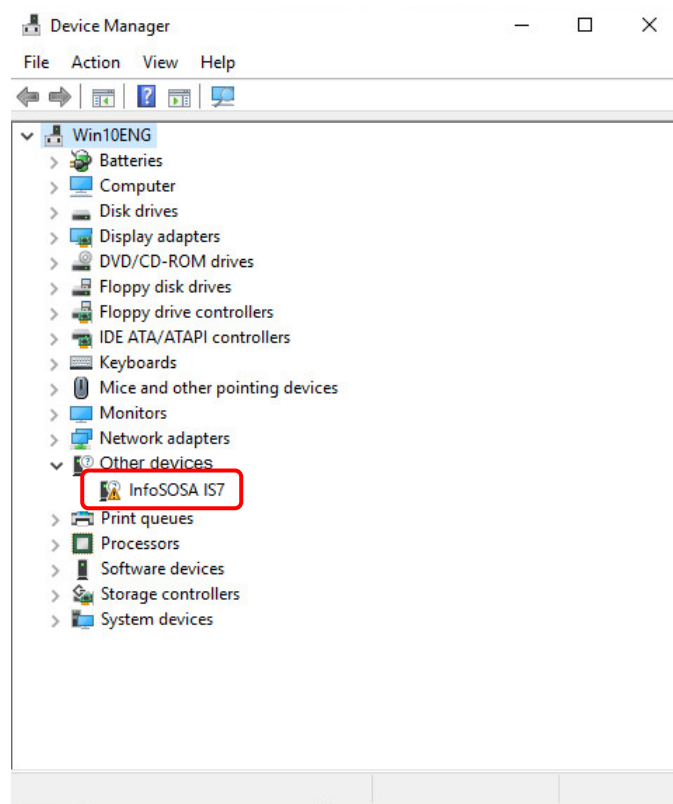 Device Manager
File Action View Help
Win10ENG
Batteries
Computer
Disk drives
Display adapters
DVD/CD-ROM drives
Floppy disk drives
Floppy drive controllers
IDE ATA/ATAPI controllers
Keyboards
Mice and other pointing devices
Monitors
Network adapters
Other devices
InfoSOSA IS7
Print queues
Processors
Software devices
Storage controllers
System devices